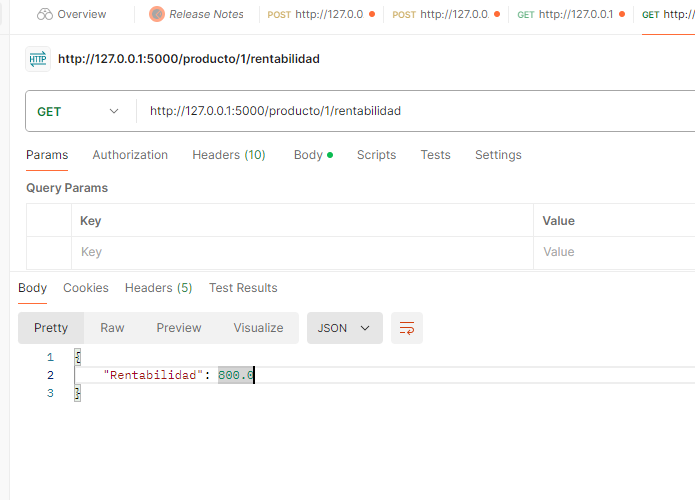 Overview Release Notes POST http://127.0.0 POST http://127.0.0. GET http://127.0.0.1 GET http:/
HTTP http://127.0.0.1:5000/producto/1/rentabilidad
GET http://127.0.0.1:5000/producto/1/rentabilidad
Params Authorization Headers (10) Body Scripts Tests Settings
Query Params
Key Value
Key Value
Body Cookies Headers (5) Test Results
Pretty Raw Preview Visualize JSON
1 {
2 "Rentabilidad": 800.0
3 }